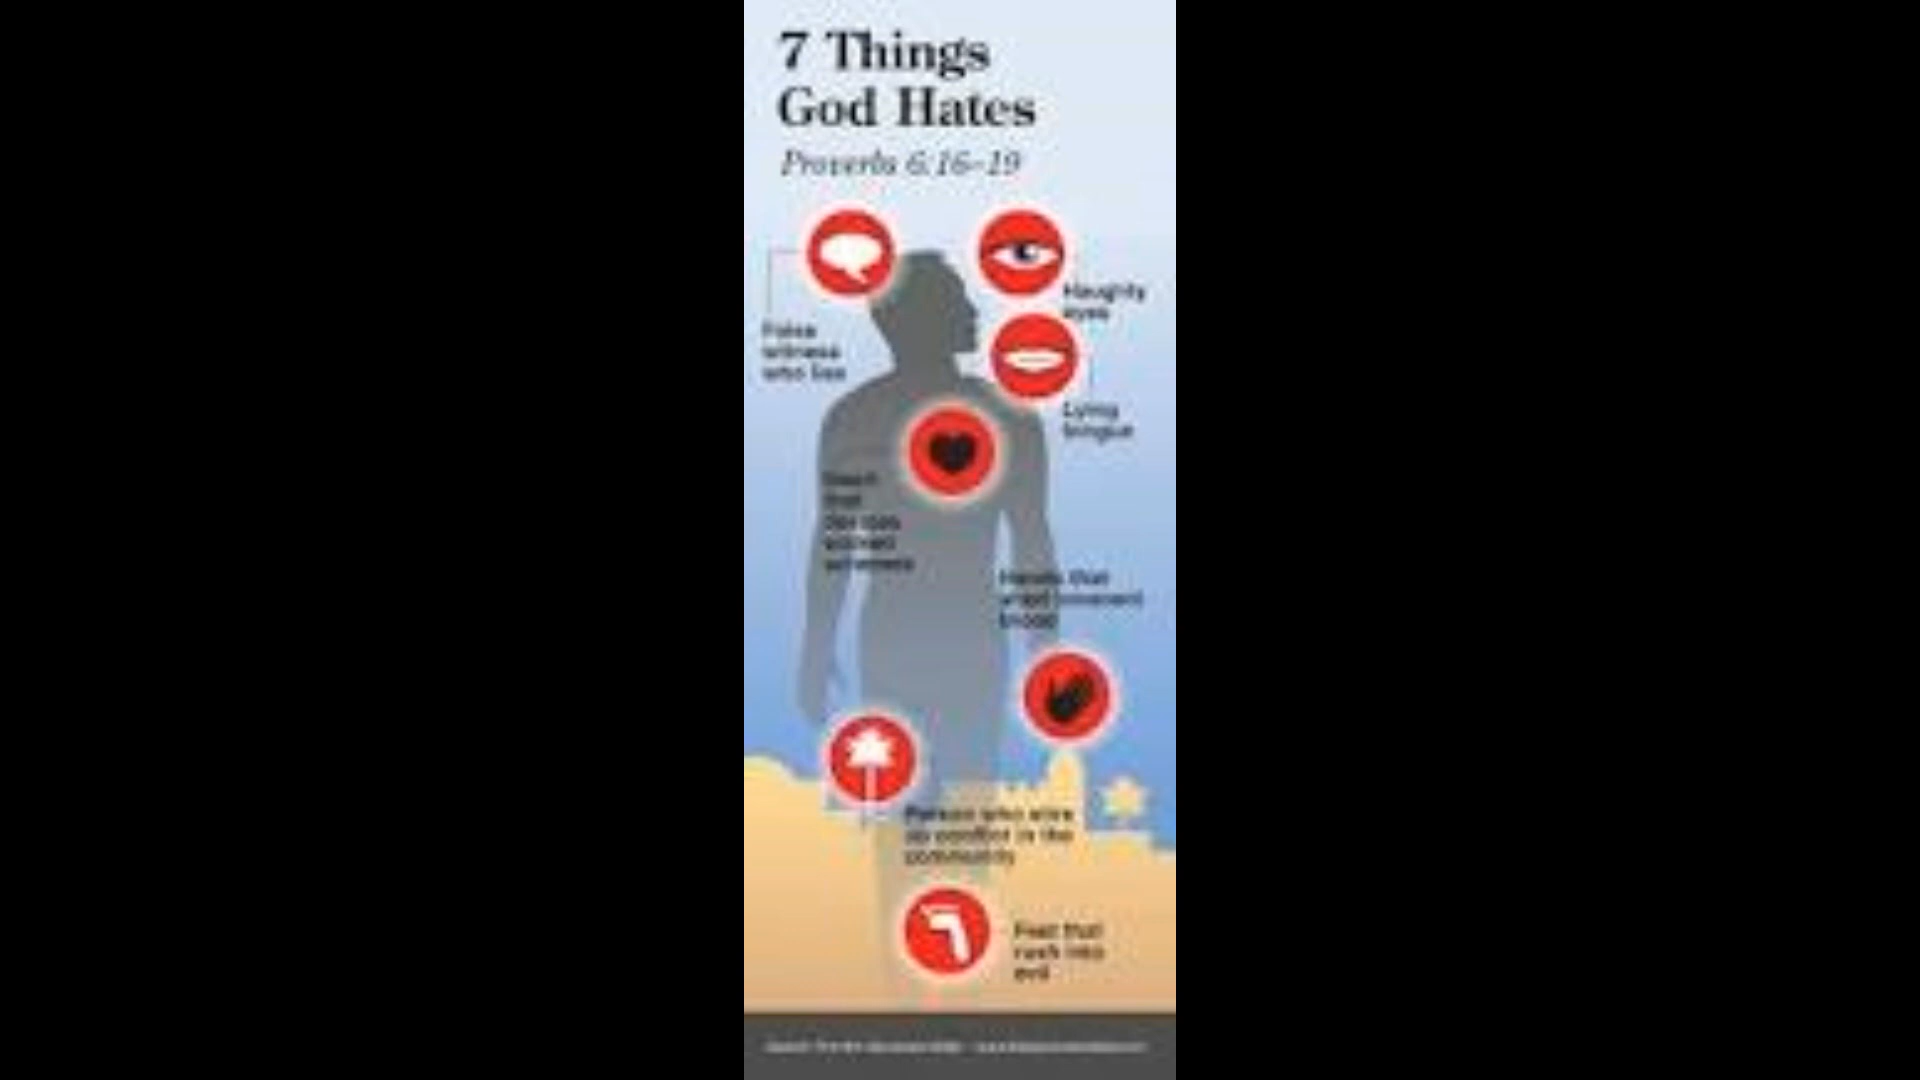 7 Things
God Hates
Proverbs 6:16–19
Haughty
eyes
False
witness
who lies
Lying
tongue
Heart
that
devises
wicked
schemes
Hands that
shed innocent
blood
Person who stirs
up conflict in the
community
Feet that
rush into
evil